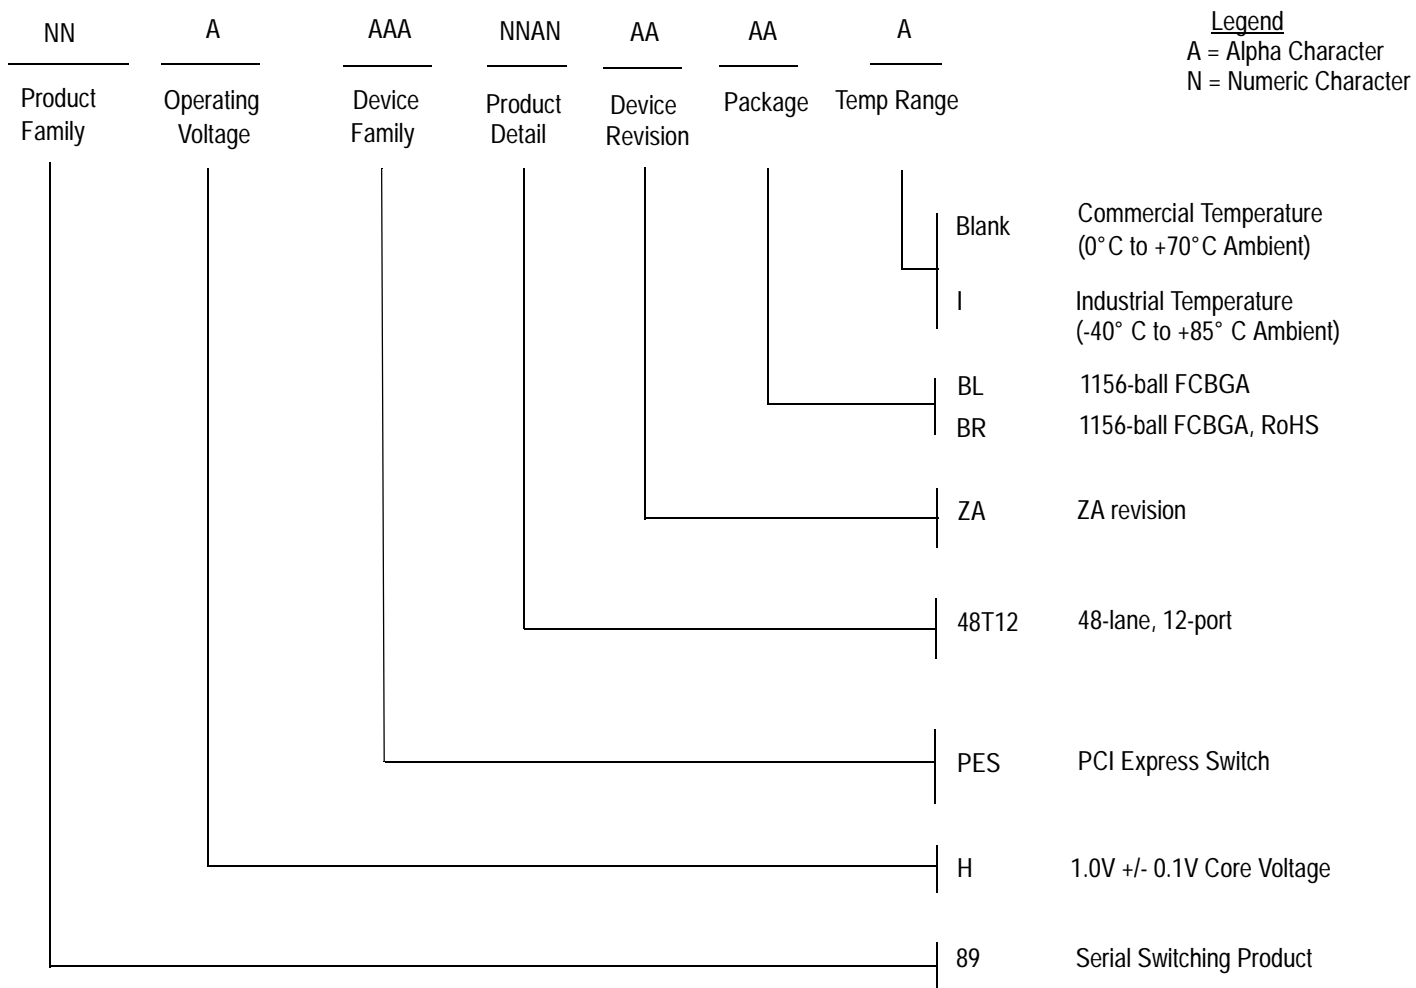 NN A AAA NNAN AA AA A
Legend
A = Alpha Character
N = Numeric Character
Product
Family
Operating
Voltage
Device
Family
Product
Detail
Device
Revision
Package
Temp Range
Blank Commercial Temperature
(0°C to +70°C Ambient)
I Industrial Temperature
(-40° C to +85° C Ambient)
BL 1156-ball FCBGA
BR 1156-ball FCBGA, RoHS
ZA ZA revision
48T12 48-lane, 12-port
PES PCI Express Switch
H 1.0V +/- 0.1V Core Voltage
89 Serial Switching Product